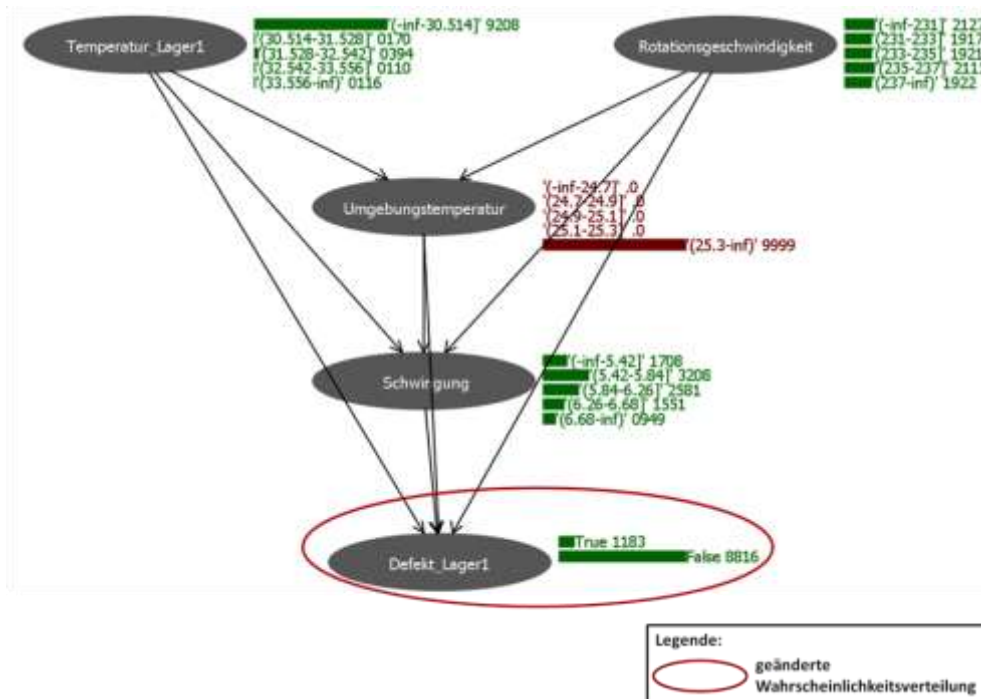 Temperatur_Lager1
'(-inf-30.514]' 9208
'(30.514-31.528]' 0170
'(31.528-32.542]' 0394
'(32.542-33.556]' 0110
'(33.556-inf)' 0116
Rotationsgeschwindigkeit
'(-inf-231]' 2127
'(231-233]' 1917
'(233-235]' 1921
'(235-237]' 2111
'(237-inf)' 1922
Umgebungstemperatur
'(-inf-24.7]' .0
'(24.7-24.9]' .0
'(24.9-25.1]' .0
'(25.1-25.3]' .0
'(25.3-inf)' 9999
Schwingung
'(-inf-5.42]' 1708
'(5.42-5.84]' 3208
'(5.84-6.26]' 2581
'(6.26-6.68]' 1551
'(6.68-inf)' 0949
Defekt_Lager1
True 1183
False 8816
Legende:
geänderte
Wahrscheinlichkeitsverteilung